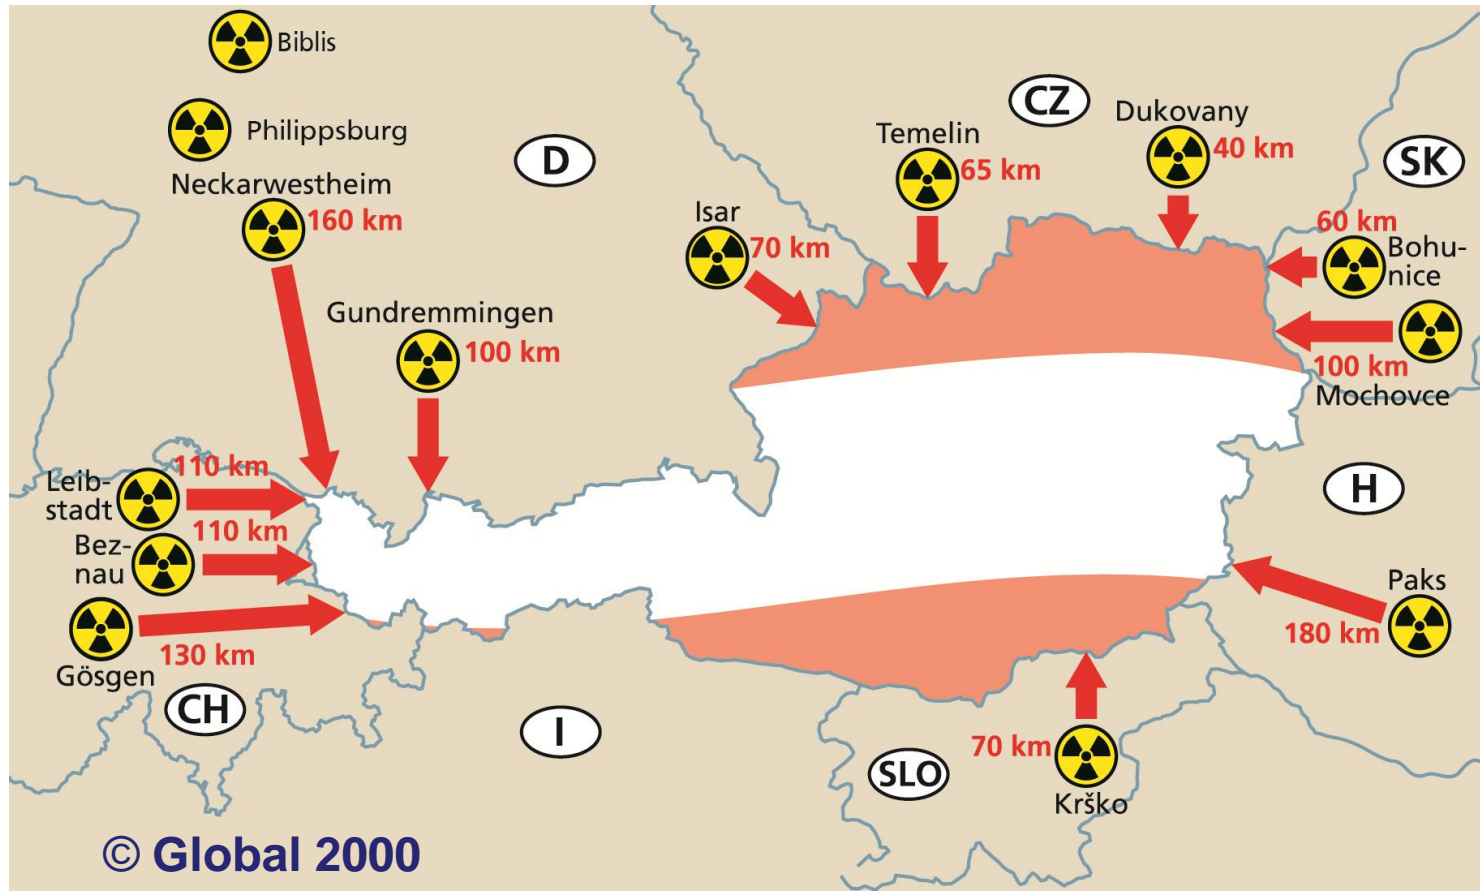 Biblis
Philippsburg
D
CZ
Dukovany
40 km
Temelin
65 km
SK
Neckarwestheim
160 km
Isar
70 km
60 km
Bohu-
nice
Gundremmingen
100 km
100 km
Mochovce
Leib-
stadt
110 km
H
Bez-
nau
110 km
Paks
180 km
Gösgen
130 km
CH
I
SLO
70 km
Krško
© Global 2000